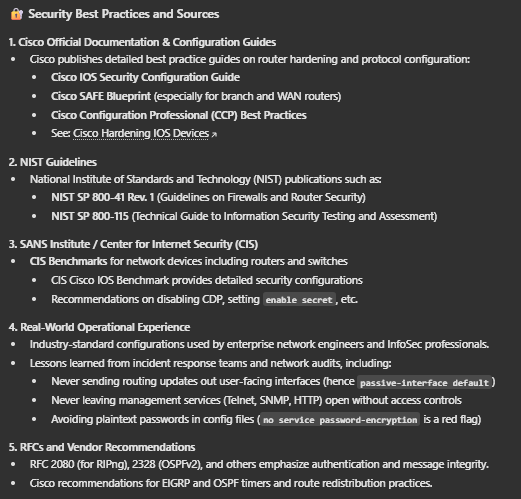 🔐 Security Best Practices and Sources
1. Cisco Official Documentation & Configuration Guides
• Cisco publishes detailed best practice guides on router hardening and protocol configuration:
• Cisco IOS Security Configuration Guide
• Cisco SAFE Blueprint (especially for branch and WAN routers)
• Cisco Configuration Professional (CCP) Best Practices
• See: Cisco Hardening IOS Devices ↗
2. NIST Guidelines
• National Institute of Standards and Technology (NIST) publications such as:
• NIST SP 800-41 Rev. 1 (Guidelines on Firewalls and Router Security)
• NIST SP 800-115 (Technical Guide to Information Security Testing and Assessment)
3. SANS Institute / Center for Internet Security (CIS)
• CIS Benchmarks for network devices including routers and switches
• CIS Cisco IOS Benchmark provides detailed security configurations
• Recommendations on disabling CDP, setting enable secret, etc.
4. Real-World Operational Experience
• Industry-standard configurations used by enterprise network engineers and InfoSec professionals.
• Lessons learned from incident response teams and network audits, including:
• Never sending routing updates out user-facing interfaces (hence passive-interface default)
• Never leaving management services (Telnet, SNMP, HTTP) open without access controls
• Avoiding plaintext passwords in config files (no service password-encryption is a red flag)
5. RFCs and Vendor Recommendations
• RFC 2080 (for RIPng), 2328 (OSPFv2), and others emphasize authentication and message integrity.
• Cisco recommendations for EIGRP and OSPF timers and route redistribution practices.